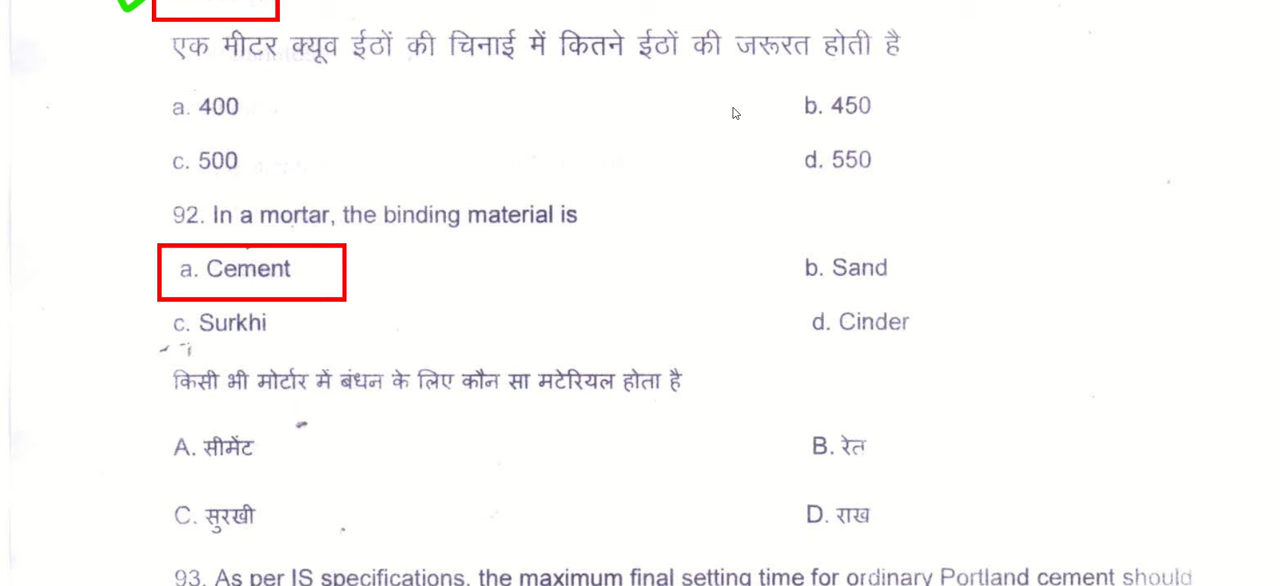 एक मीटर क्यूव ईठों की चिनाई में कितने ईठों की जरूरत होती है
a. 400
b. 450
c. 500
d. 550
92. In a mortar, the binding material is
a. Cement
b. Sand
c. Surkhi
d. Cinder
किसी भी मोर्टार में बंधन के लिए कौन सा मटेरियल होता है
A. सीमेंट
B. रेत
C. सुरखी
D. राख
93. As per IS specifications, the maximum final setting time for ordinary Portland cement should